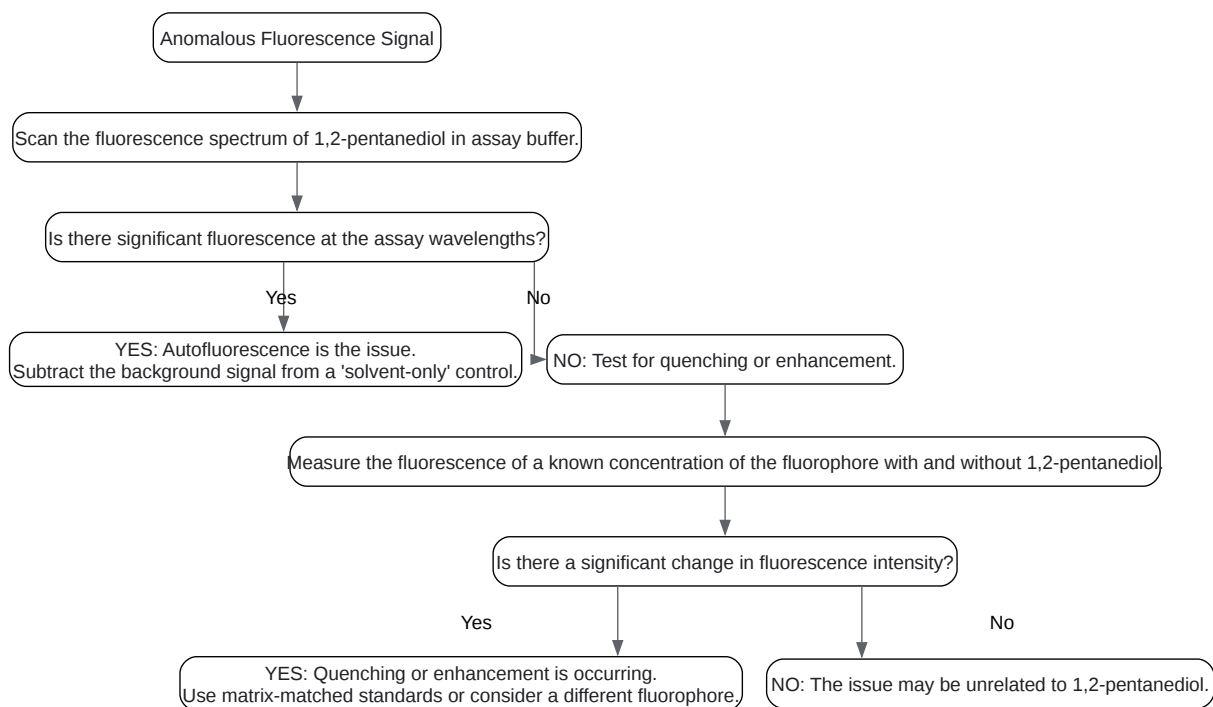 Anomalous Fluorescence Signal
Scan the fluorescence spectrum of 1,2-pentanediol in assay buffer.
Is there significant fluorescence at the assay wavelengths?
Yes
No
YES: Autofluorescence is the issue.
Subtract the background signal from a 'solvent-only' control.
NO: Test for quenching or enhancement.
Measure the fluorescence of a known concentration of the fluorophore with and without 1,2-pentanediol.
Is there a significant change in fluorescence intensity?
Yes
No
YES: Quenching or enhancement is occurring.
Use matrix-matched standards or consider a different fluorophore.
NO: The issue may be unrelated to 1,2-pentanediol.